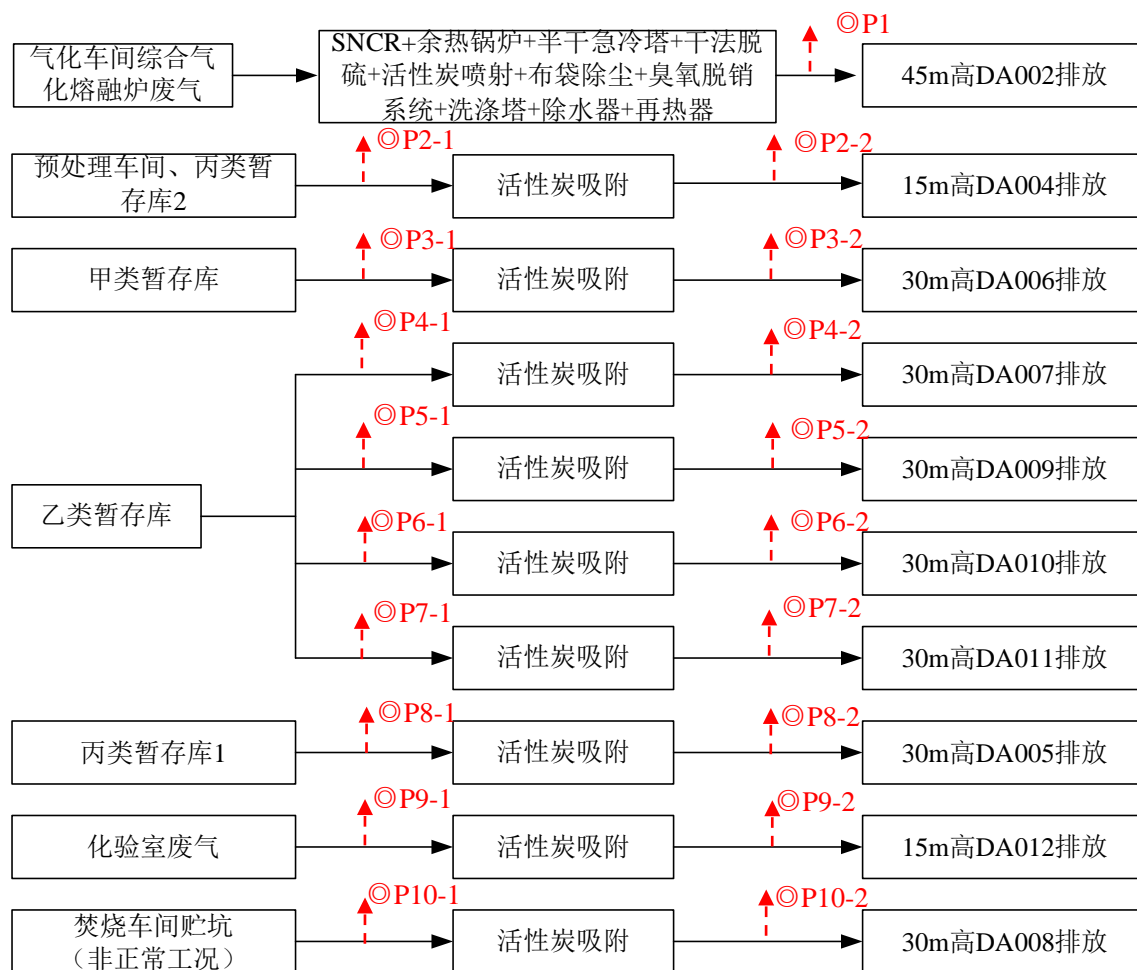 ◎P1
气化车间综合气
化熔融炉废气
SNCR+余热锅炉+半干急冷塔+干法脱
硫+活性炭喷射+布袋除尘+臭氧脱销
系统+洗涤塔+除水器+再热器
45m高DA002排放
◎P2-1
◎P2-2
预处理车间、丙类暂
存库2
活性炭吸附
15m高DA004排放
◎P3-1
◎P3-2
甲类暂存库
活性炭吸附
30m高DA006排放
◎P4-1
◎P4-2
活性炭吸附
30m高DA007排放
◎P5-1
◎P5-2
活性炭吸附
30m高DA009排放
乙类暂存库
◎P6-1
◎P6-2
活性炭吸附
30m高DA010排放
◎P7-1
◎P7-2
活性炭吸附
30m高DA011排放
◎P8-1
◎P8-2
丙类暂存库1
活性炭吸附
30m高DA005排放
◎P9-1
◎P9-2
化验室废气
活性炭吸附
15m高DA012排放
◎P10-1
◎P10-2
焚烧车间贮坑
（非正常工况）
活性炭吸附
30m高DA008排放